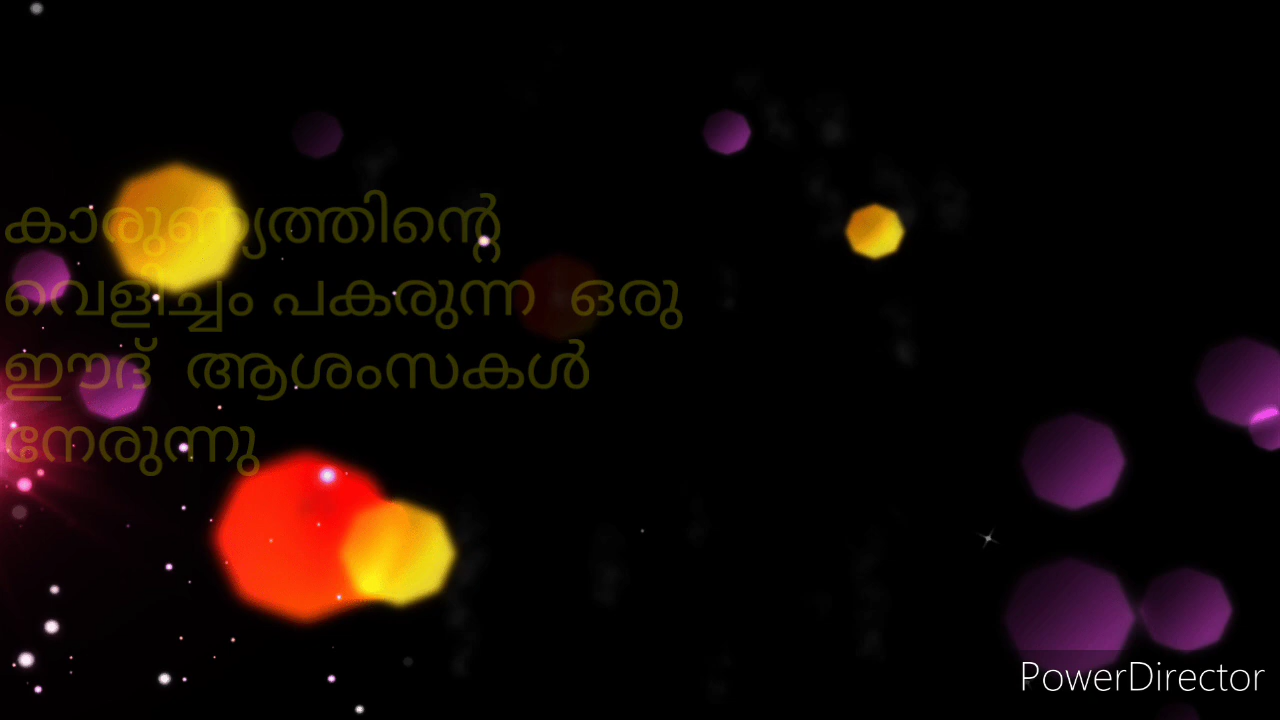 കാരുണ്യത്തിന്റെ
വെളിച്ചം പകരുന്ന ഒരു
ഈദ് ആശംസകൾ
നേരുന്നു
PowerDirector